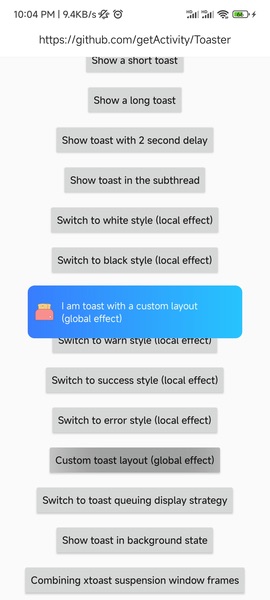 10:04 PM | 9.4KB/s
https://github.com/getActivity/Toaster
Show a short toast
Show a long toast
Show toast with 2 second delay
Show toast in the subthread
Switch to white style (local effect)
Switch to black style (local effect)
I am toast with a custom layout
(global effect)
Switch to warn style (local effect)
Switch to success style (local effect)
Switch to error style (local effect)
Custom toast layout (global effect)
Switch to toast queuing display strategy
Show toast in background state
Combining xtoast suspension window frames